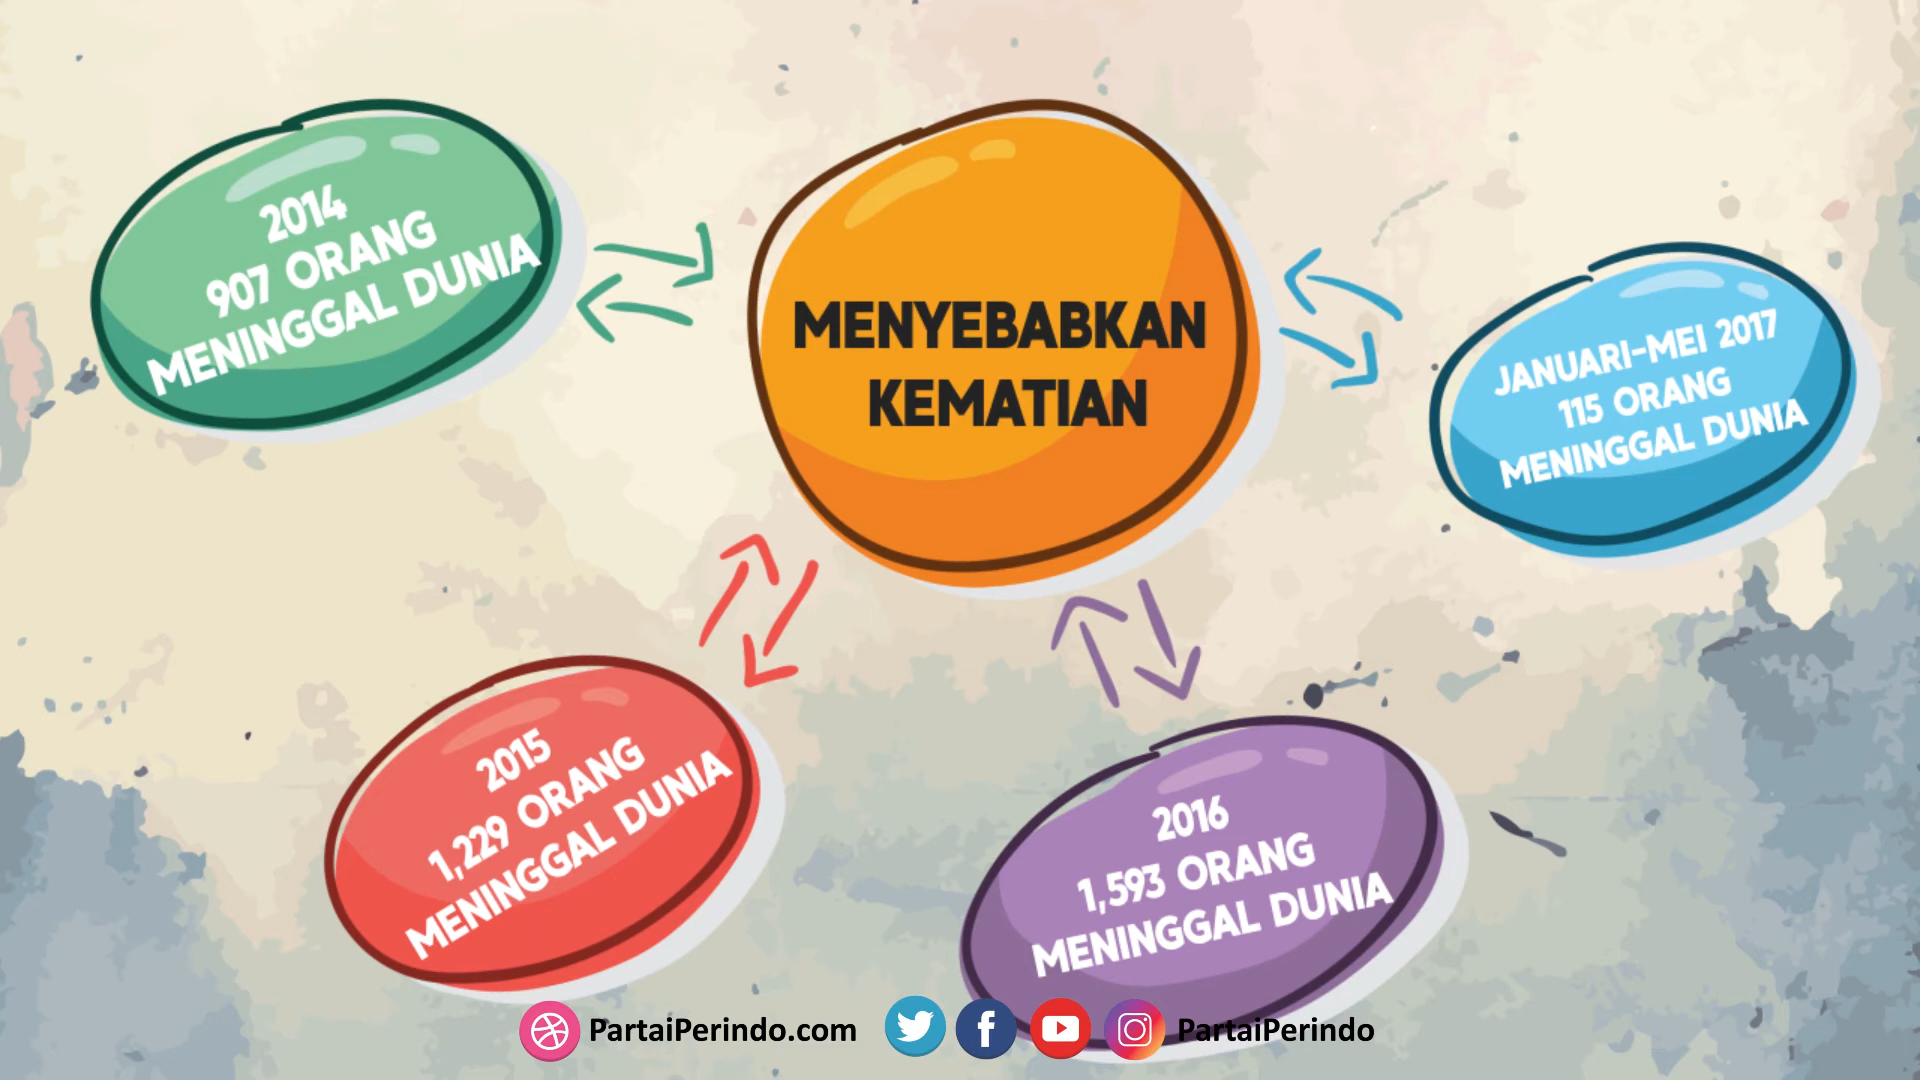 MENYEBABKAN
KEMATIAN
2014
907 ORANG
MENINGGAL DUNIA
2015
1,229 ORANG
MENINGGAL DUNIA
2016
1,593 ORANG
MENINGGAL DUNIA
JANUARI-MEI 2017
115 ORANG
MENINGGAL DUNIA
PartaiPerindo.com
PartaiPerindo